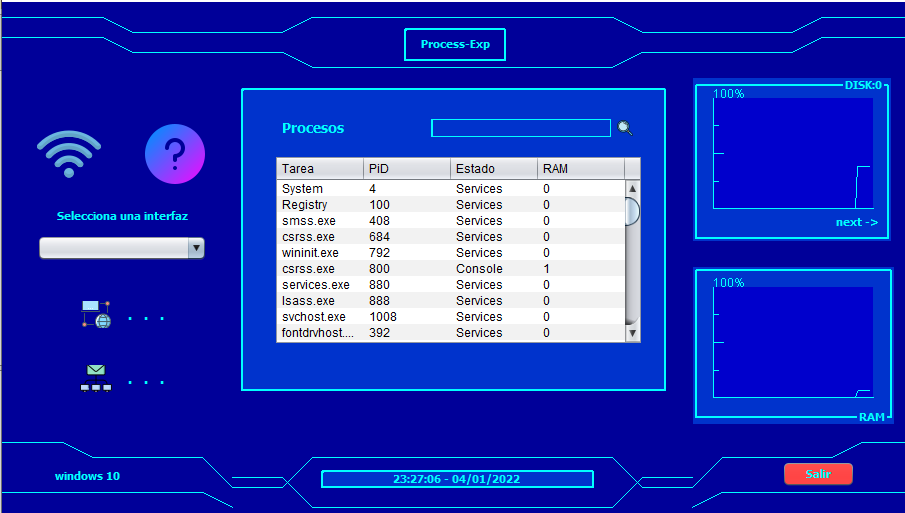 Process-Exp
DISK:0
100%
Procesos
Tarea PiD Estado RAM
System 4 Services 0
Registry 100 Services 0
smss.exe 408 Services 0
csrss.exe 684 Services 0
wininit.exe 792 Services 0
csrss.exe 800 Console 1
services.exe 880 Services 0
lsass.exe 888 Services 0
svchost.exe 1008 Services 0
fontdrvhost.... 392 Services 0
?
Selecciona una interfaz
. . .
. . .
next ->
100%
RAM
windows 10
23:27:06 - 04/01/2022
Salir